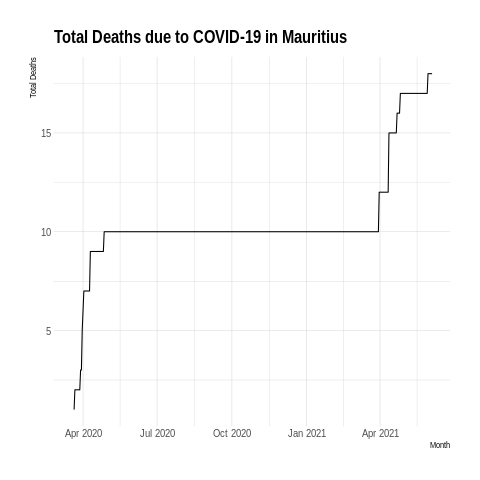 Total Deaths due to COVID-19 in Mauritius
Total Deaths
15
10
5
Apr 2020 Jul 2020 Oct 2020 Jan 2021 Apr 2021
Month